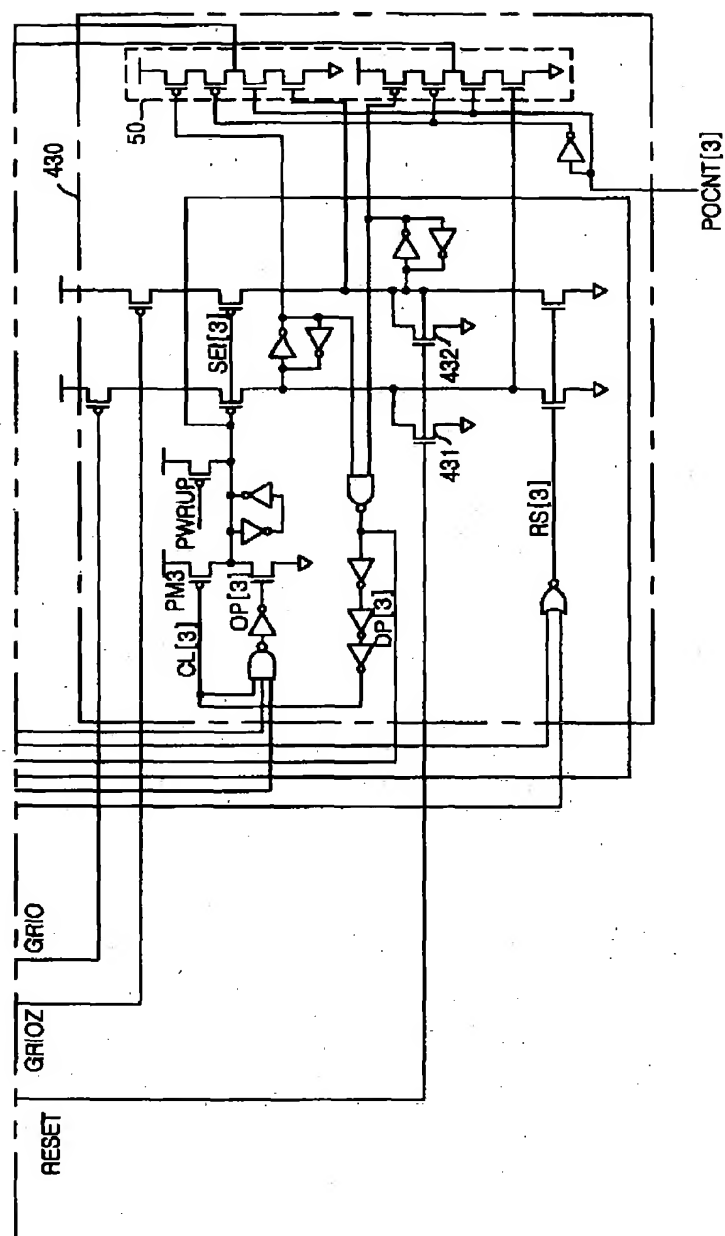 430
50
POCNT[3]
SEI[3]
PWRUP
PM3
OP[3]
CL[3]
432
431
DP[3]
RS[3]
GRIO
GRIOZ
RESET